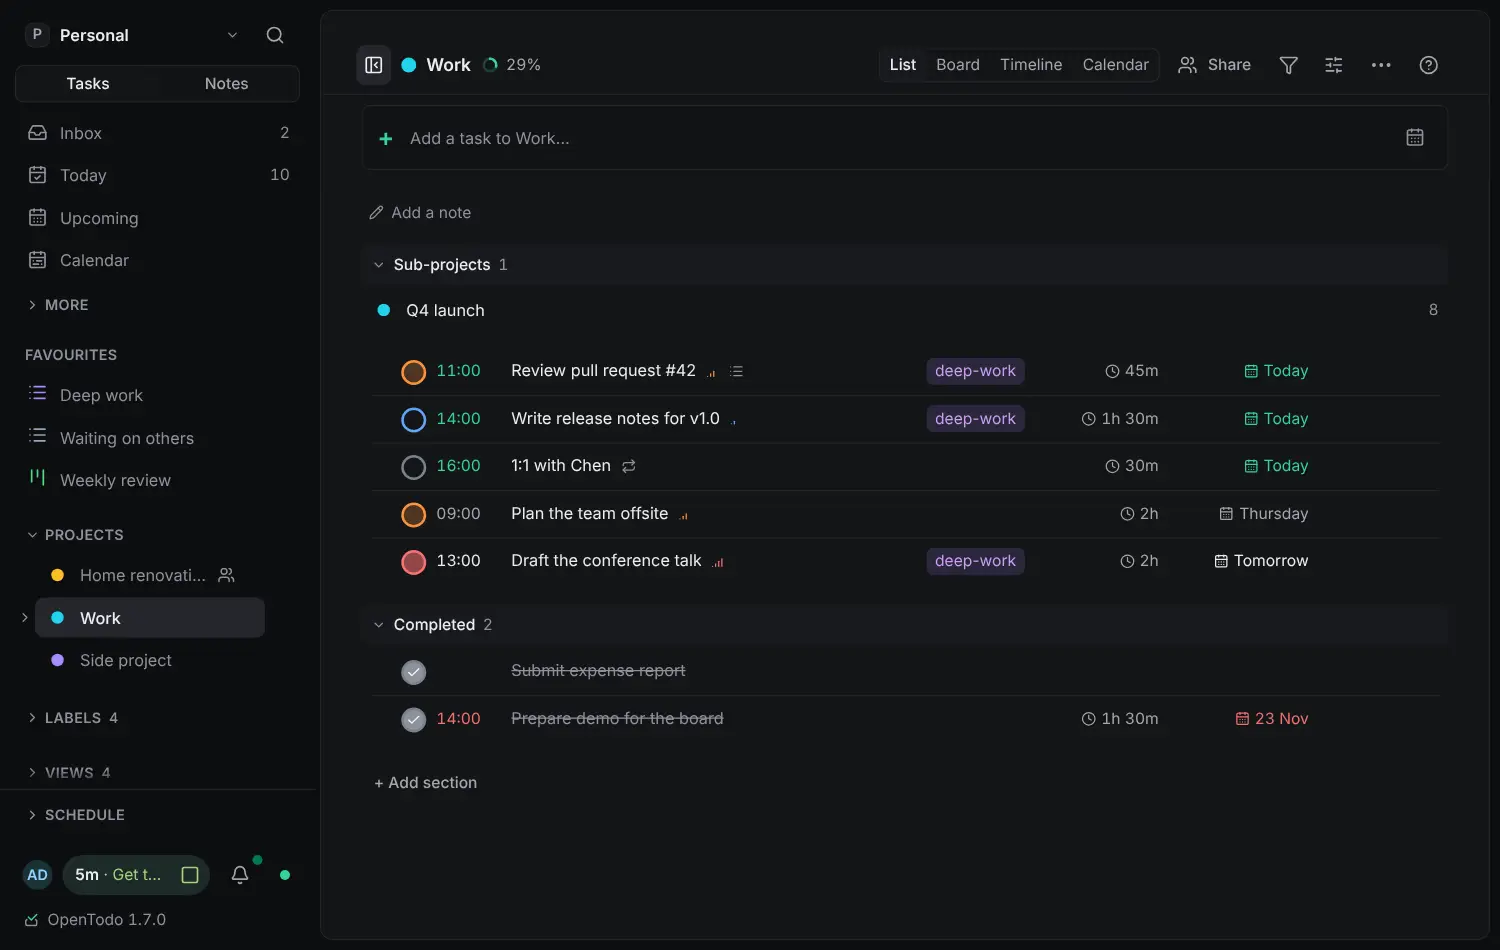 P Personal
Tasks Notes
Inbox 2
Today 10
Upcoming
Calendar
MORE
FAVOURITES
Deep work
Waiting on others
Weekly review
PROJECTS
Home renovati...
Work
Side project
LABELS 4
VIEWS 4
SCHEDULE
AD 5m · Get t...
OpenTodo 1.7.0
Work 29%
List Board Timeline Calendar Share
Add a task to Work...
Add a note
Sub-projects 1
Q4 launch 8
11:00 Review pull request #42 deep-work 45m Today
14:00 Write release notes for v1.0 deep-work 1h 30m Today
16:00 1:1 with Chen 30m Today
09:00 Plan the team offsite 2h Thursday
13:00 Draft the conference talk deep-work 2h Tomorrow
Completed 2
Submit expense report
14:00 Prepare demo for the board 1h 30m 23 Nov
+ Add section